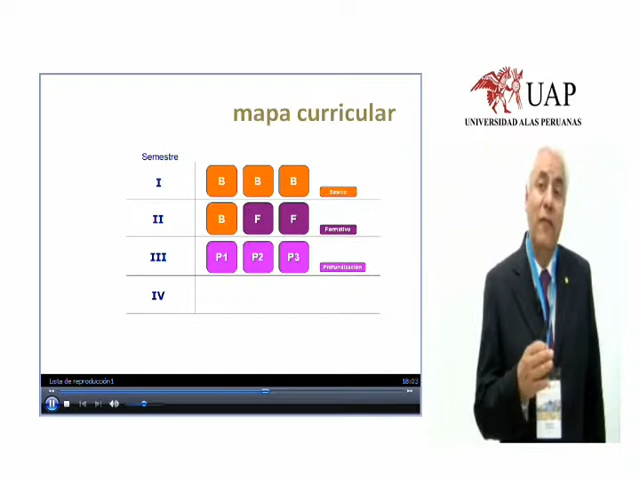 mapa curricular
Semestre
I B B B Básico
II B F F Formativo
III P1 P2 P3 Profundización
IV
Lista de reproducción1 18:03
UAP
UNIVERSIDAD ALAS PERUANAS